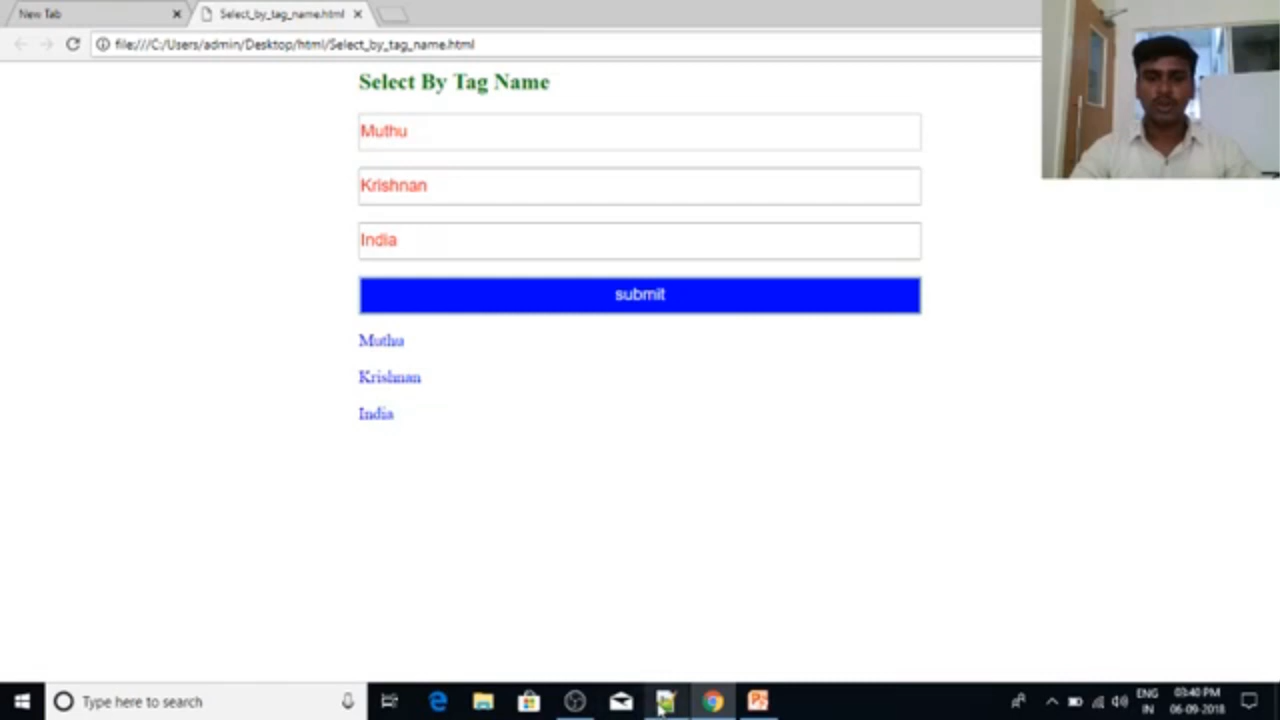 New Tab
Select_by_tag_name.html
file:///C:/Users/admin/Desktop/html/Select_by_tag_name.html
Select By Tag Name
Muthu
Krishnan
India
submit
Muthu
Krishnan
India
Type here to search
ENG
IN
03:40 PM
06-09-2018